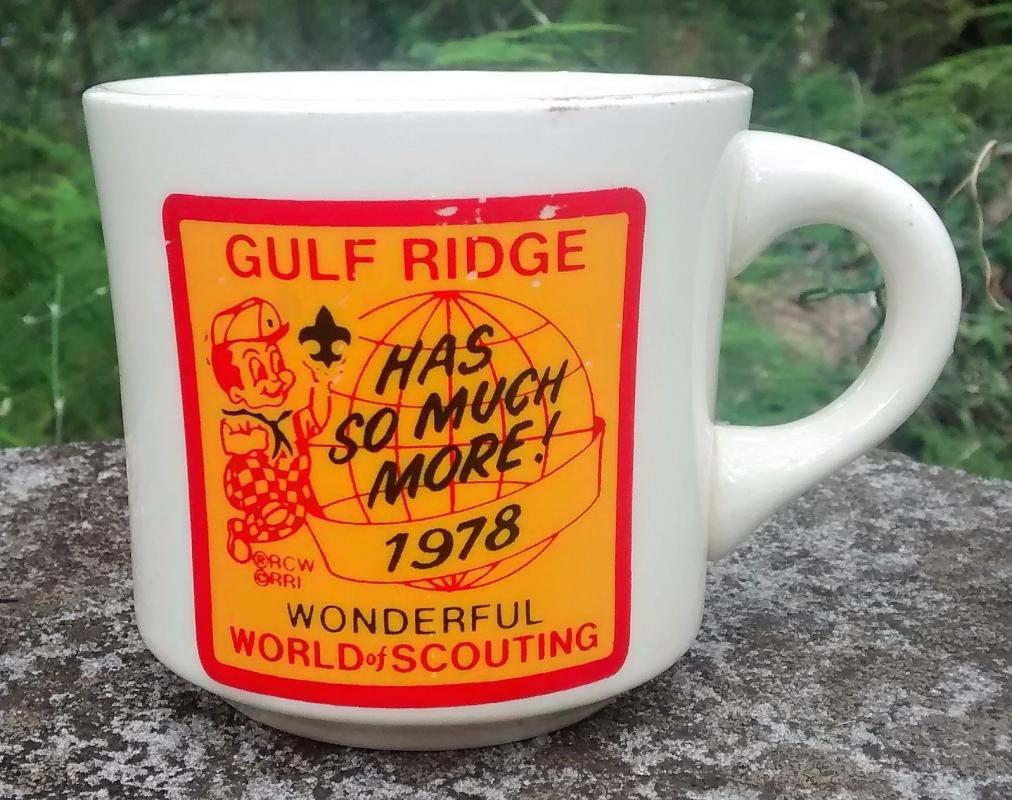 GULF RIDGE
HAS
SO MUCH
MORE!
1978
®RCW
©RRI
WONDERFUL
WORLD of SCOUTING